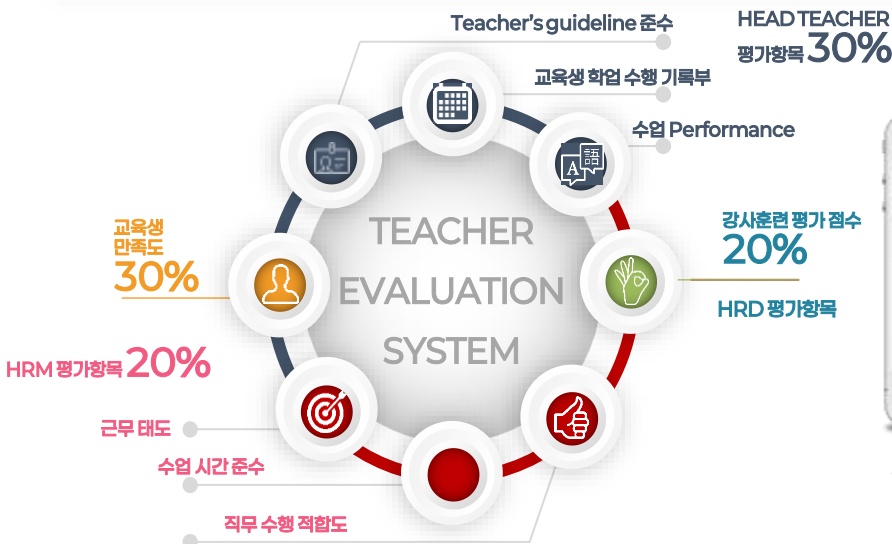 Teacher's guideline 준수
HEAD TEACHER
평가항목 30%
교육생 학업 수행 기록부
수업 Performance
A 語
TEACHER
EVALUATION
SYSTEM
교육생
만족도
30%
강사훈련 평가 점수
20%
HRD 평가항목
HRM 평가항목 20%
근무 태도
수업 시간 준수
직무 수행 적합도